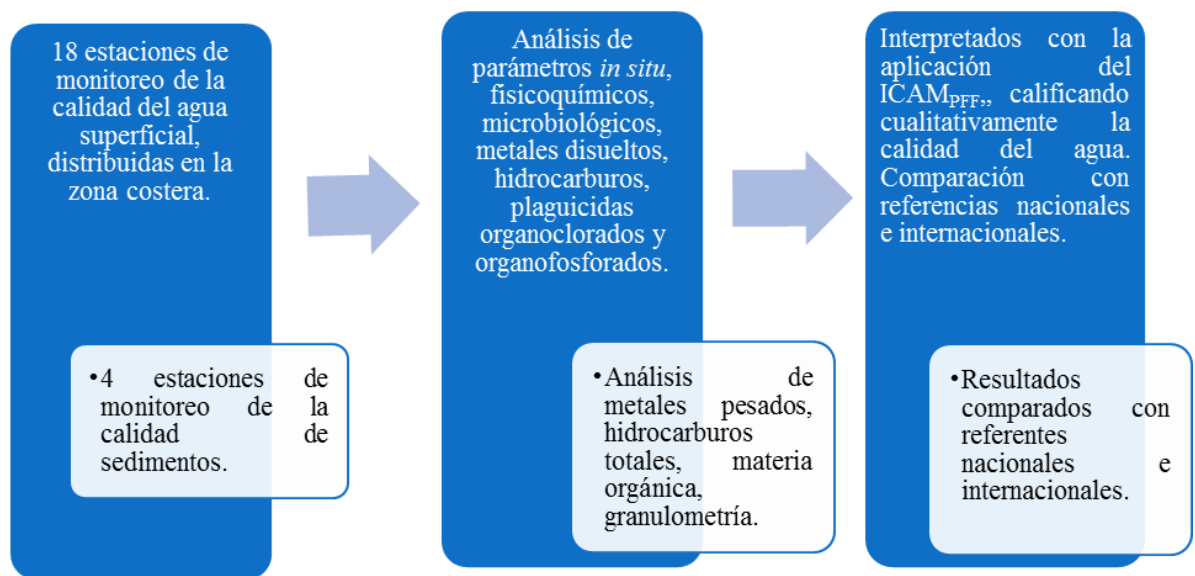 18 estaciones de
monitoreo de la
calidad del agua
superficial,
distribuidas en la
zona costera.
•4 estaciones de
monitoreo de la
calidad de
sedimentos.
Análisis de
parámetros in situ,
fisicoquímicos,
microbiológicos,
metales disueltos,
hidrocarburos,
plaguicidas
organoclorados y
organofosforados.
•Análisis de
metales pesados,
hidrocarburos
totales, materia
orgánica,
granulometría.
Interpretados con la
aplicación del
ICAMPFF,, calificando
cualitativamente la
calidad del agua.
Comparación con
referencias nacionales
e internacionales.
•Resultados
comparados con
referentes
nacionales e
internacionales.